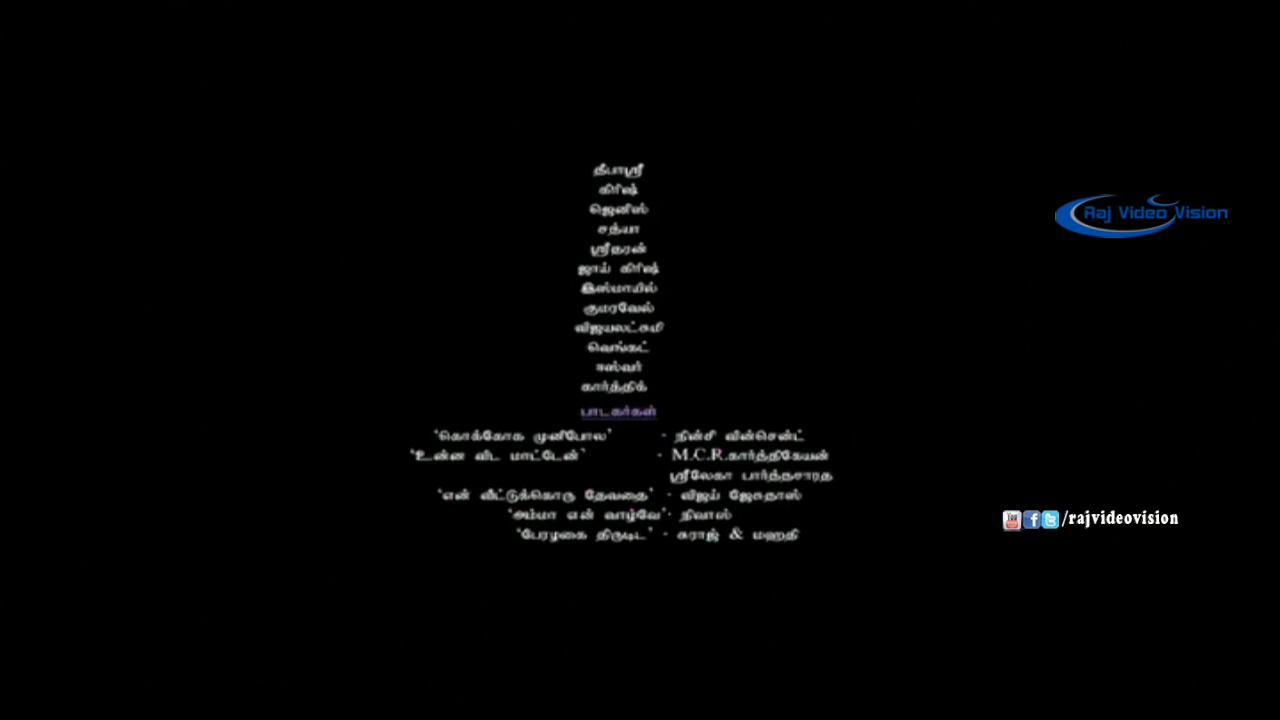 தீபாஸ்ரீ
கிரிஷ்
ஜெனிஸ்
சத்யா
ஸ்ரீதரன்
ஜாய் கிரிஷ்
இஸ்மாயில்
குமரவேல்
விஜயலட்சுமி
வெங்கட்
ஈஸ்வர்
கார்த்திக்
பாடகர்கள்
'கொக்கோக முனிபோல' - நின்சி வின்சென்ட்
'உன்ன விட மாட்டேன்' - M.C.R.கார்த்திகேயன்
ஸ்ரீலேகா பார்த்தசாரத
'என் வீட்டுக்கொரு தேவதை' - விஜய் ஜேசுதாஸ்
'அம்மா என் வாழ்வே' - நிவாஸ்
'பேரழகை திருடிட' - சுராஜ் & மஹதி
Raj Video Vision
/rajvideovision